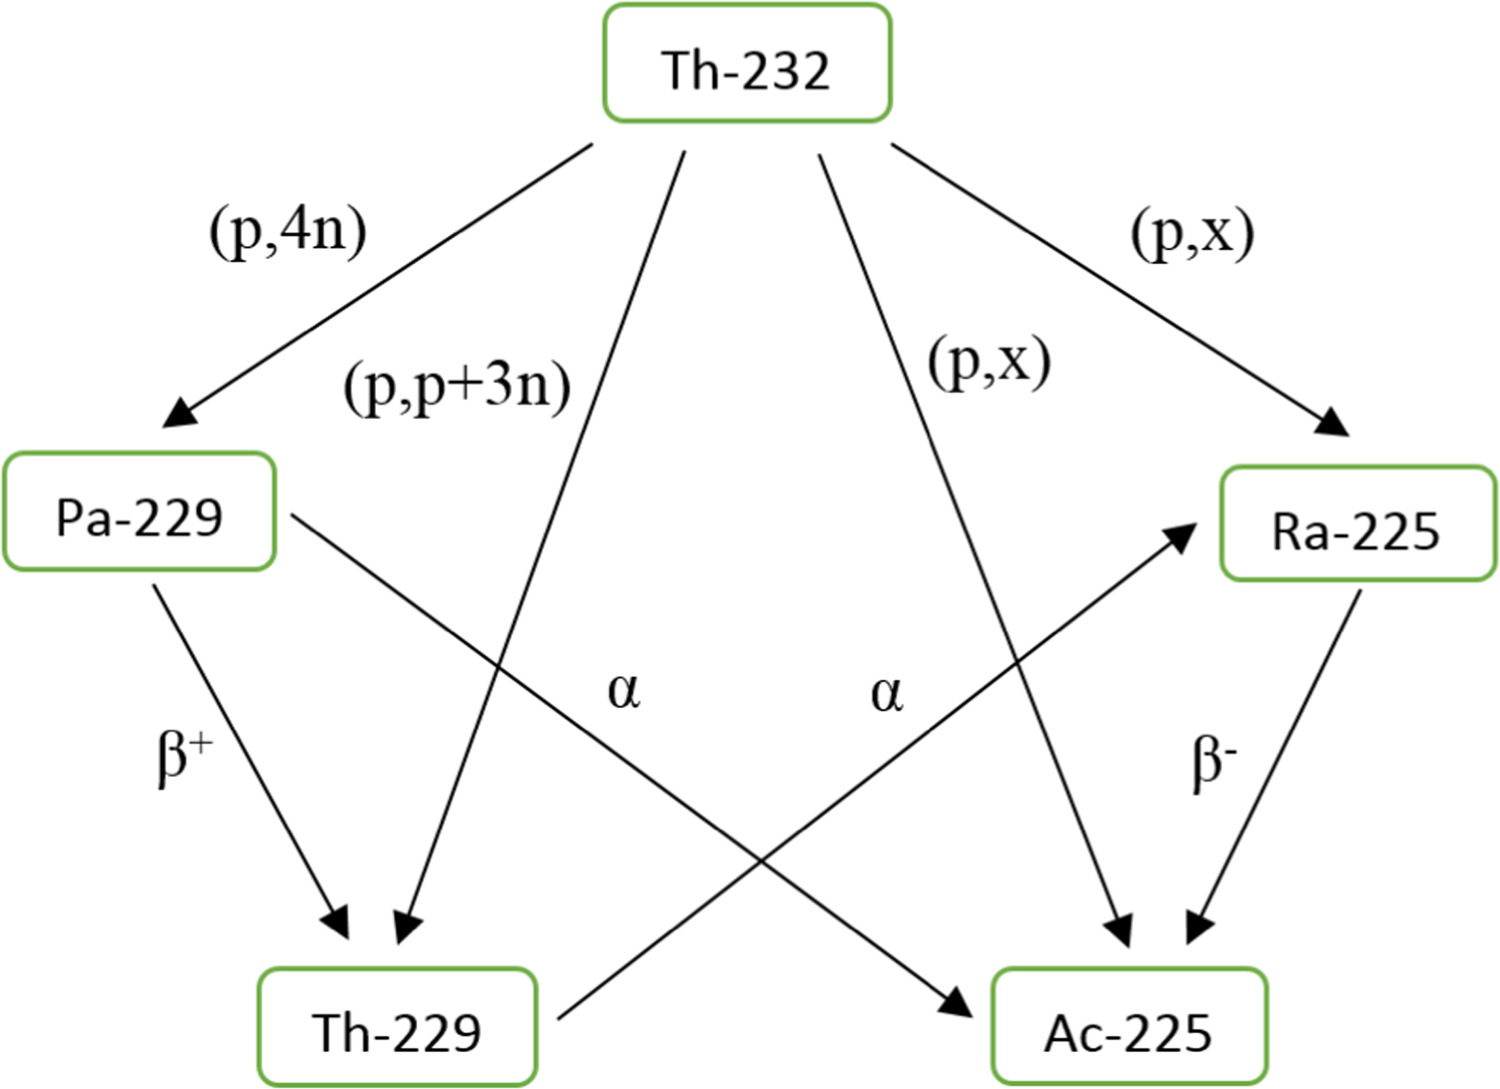 Th-232
(p,4n)
(p,x)
(p,p+3n)
(p,x)
Pa-229
Ra-225
α
α
β⁺
β⁻
Th-229
Ac-225